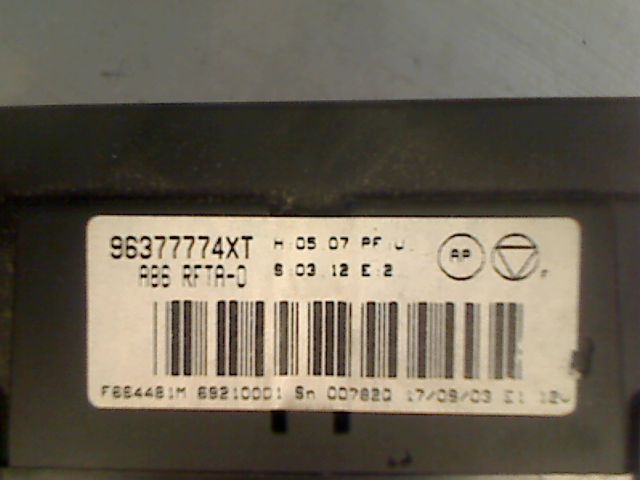 96377774XT H:05 07 PF:J
A86 RFTA-0 S:03 12 E:2
AP
F664481M 69210001 Sn 007820 17/09/03 E1 12V